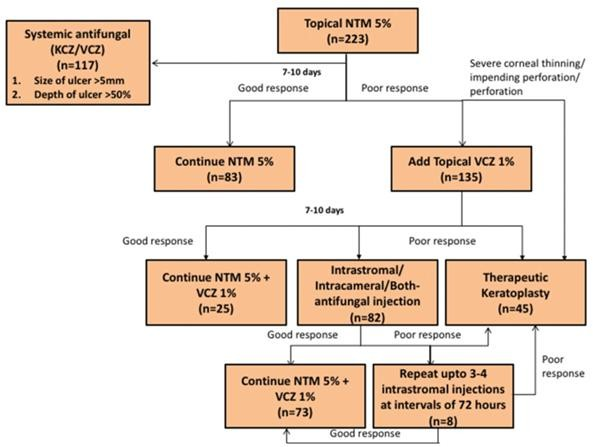 Topical NTM 5%
(n=223)
Systemic antifungal
(KCZ/VCZ)
(n=117)
1. Size of ulcer >5mm
2. Depth of ulcer >50%
7-10 days
Good response
Poor response
Severe corneal thinning/
impending perforation/
perforation
Continue NTM 5%
(n=83)
Add Topical VCZ 1%
(n=135)
7-10 days
Good response
Poor response
Continue NTM 5% +
VCZ 1%
(n=25)
Intrastromal/
Intracameral/Both-
antifungal injection
(n=82)
Therapeutic
Keratoplasty
(n=45)
Good response
Poor response
Continue NTM 5% +
VCZ 1%
(n=73)
Repeat upto 3-4
intrastromal injections
at intervals of 72 hours
(n=8)
Poor
response
Good response